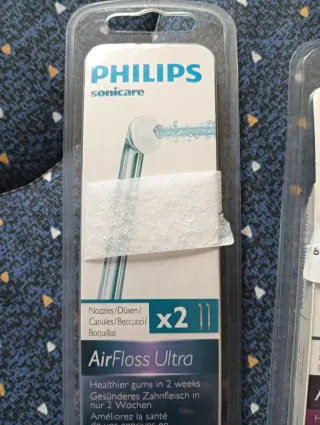 PHILIPS
sonicare
Nozzles/Düsen/
Canules/Beccucci/
Boquillas
x2
AirFloss Ultra
Healthier gums in 2 weeks
Gesünderes Zahnfleisch in
nur 2 Wochen
Améliorez la santé